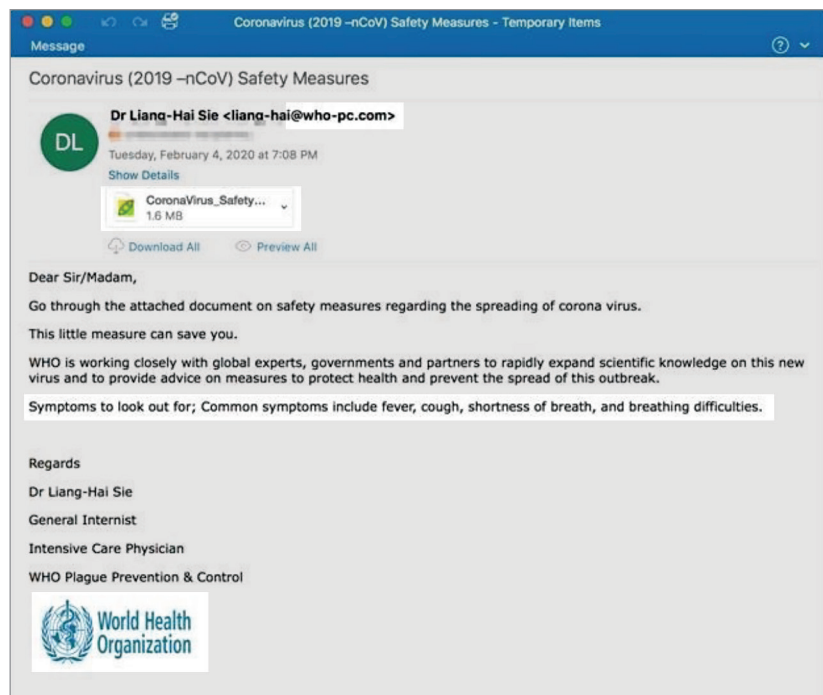 Coronavirus (2019 –nCoV) Safety Measures - Temporary Items
Message
Coronavirus (2019 –nCoV) Safety Measures
Dr Liang-Hai Sie <liang-hai@who-pc.com>
DL
Tuesday, February 4, 2020 at 7:08 PM
Show Details
CoronaVirus_Safety...
1.6 MB
Download All Preview All
Dear Sir/Madam,
Go through the attached document on safety measures regarding the spreading of corona virus.
This little measure can save you.
WHO is working closely with global experts, governments and partners to rapidly expand scientific knowledge on this new
virus and to provide advice on measures to protect health and prevent the spread of this outbreak.
Symptoms to look out for; Common symptoms include fever, cough, shortness of breath, and breathing difficulties.
Regards
Dr Liang-Hai Sie
General Internist
Intensive Care Physician
WHO Plague Prevention & Control
World Health
Organization